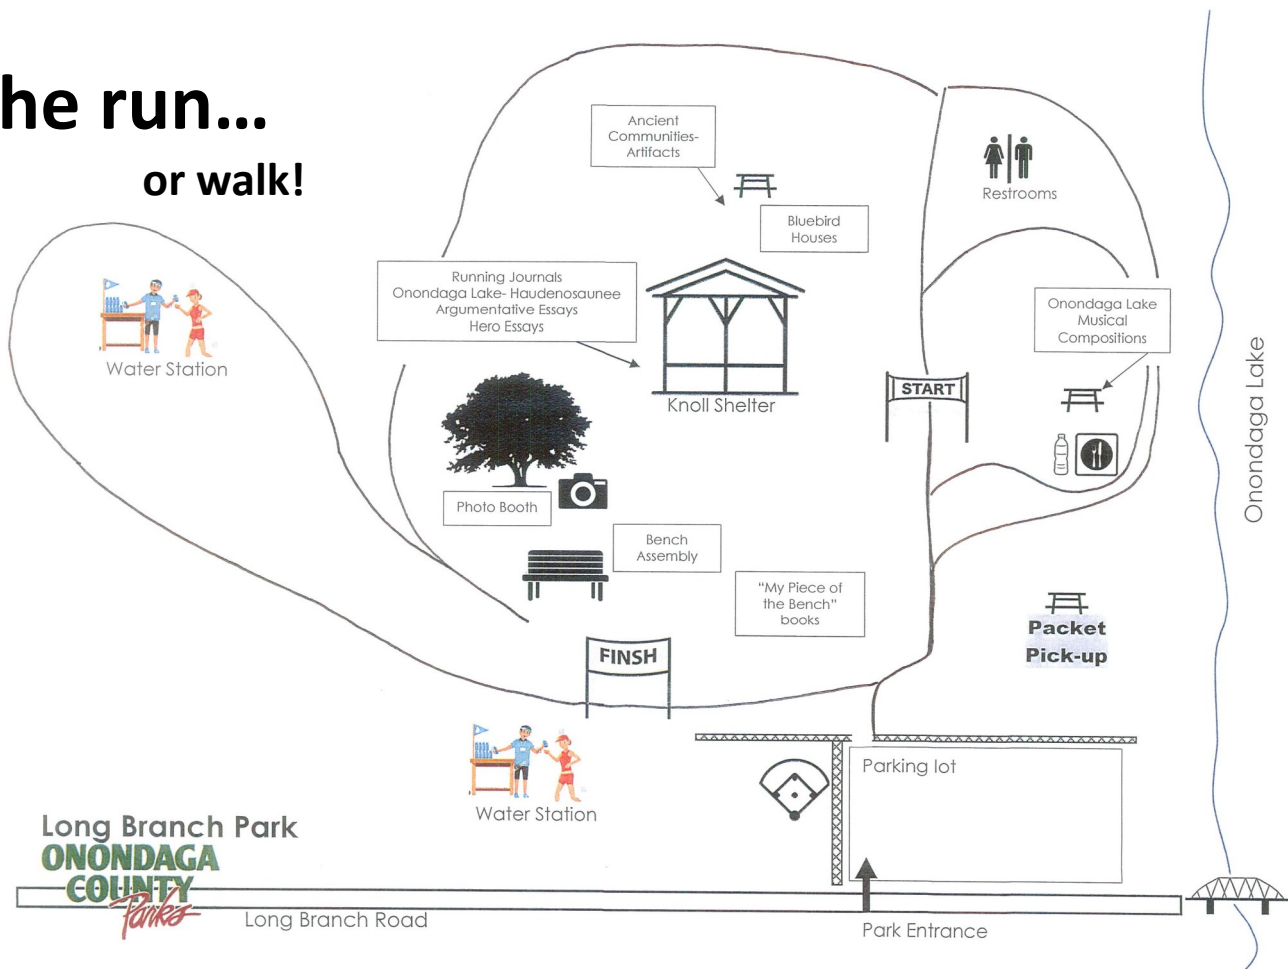 he run...
or walk!
Ancient
Communities-
Artifacts
Restrooms
Bluebird
Houses
Running Journals
Onondaga Lake- Haudenosaunee
Argumentative Essays
Hero Essays
Onondaga Lake
Musical
Compositions
Water Station
Knoll Shelter
START
Onondaga Lake
Photo Booth
Bench
Assembly
"My Piece of
the Bench"
books
Packet
Pick-up
FINSH
Water Station
Parking lot
Long Branch Park
ONONDAGA
COUNTY
Parks
Long Branch Road
Park Entrance